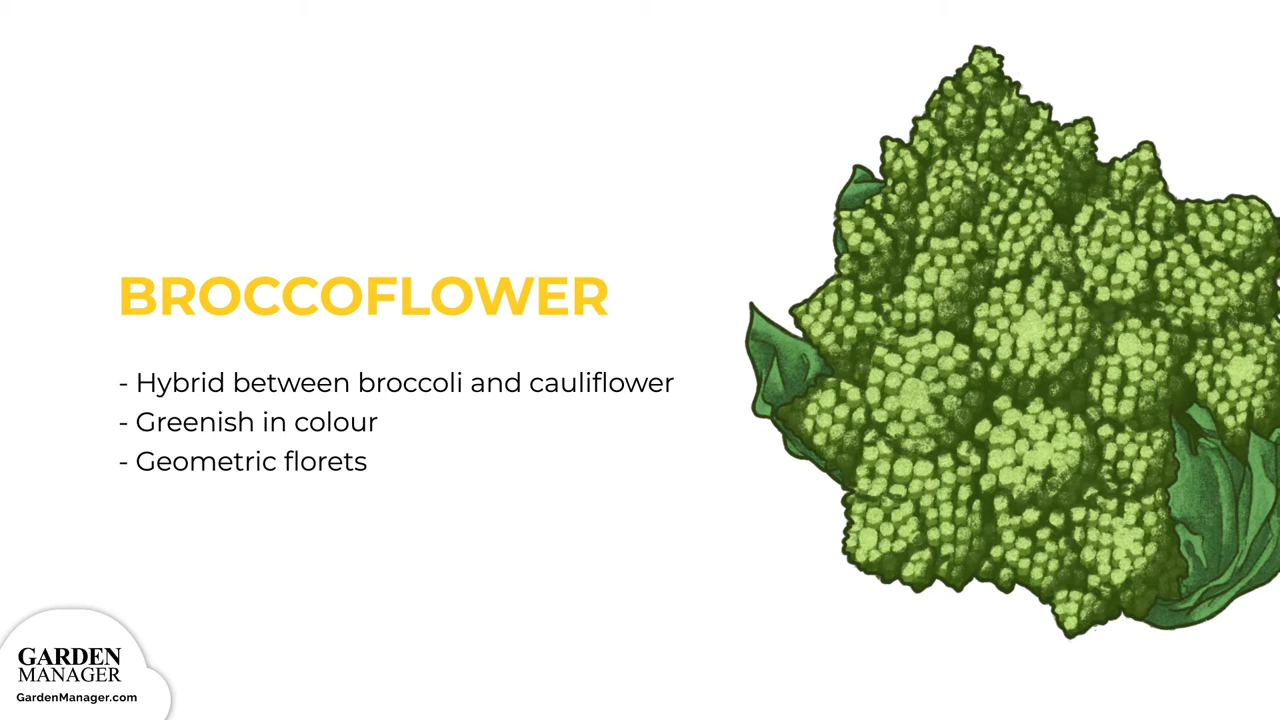 BROCCOFLOWER
- Hybrid between broccoli and cauliflower
- Greenish in colour
- Geometric florets
GARDEN
MANAGER
GardenManager.com